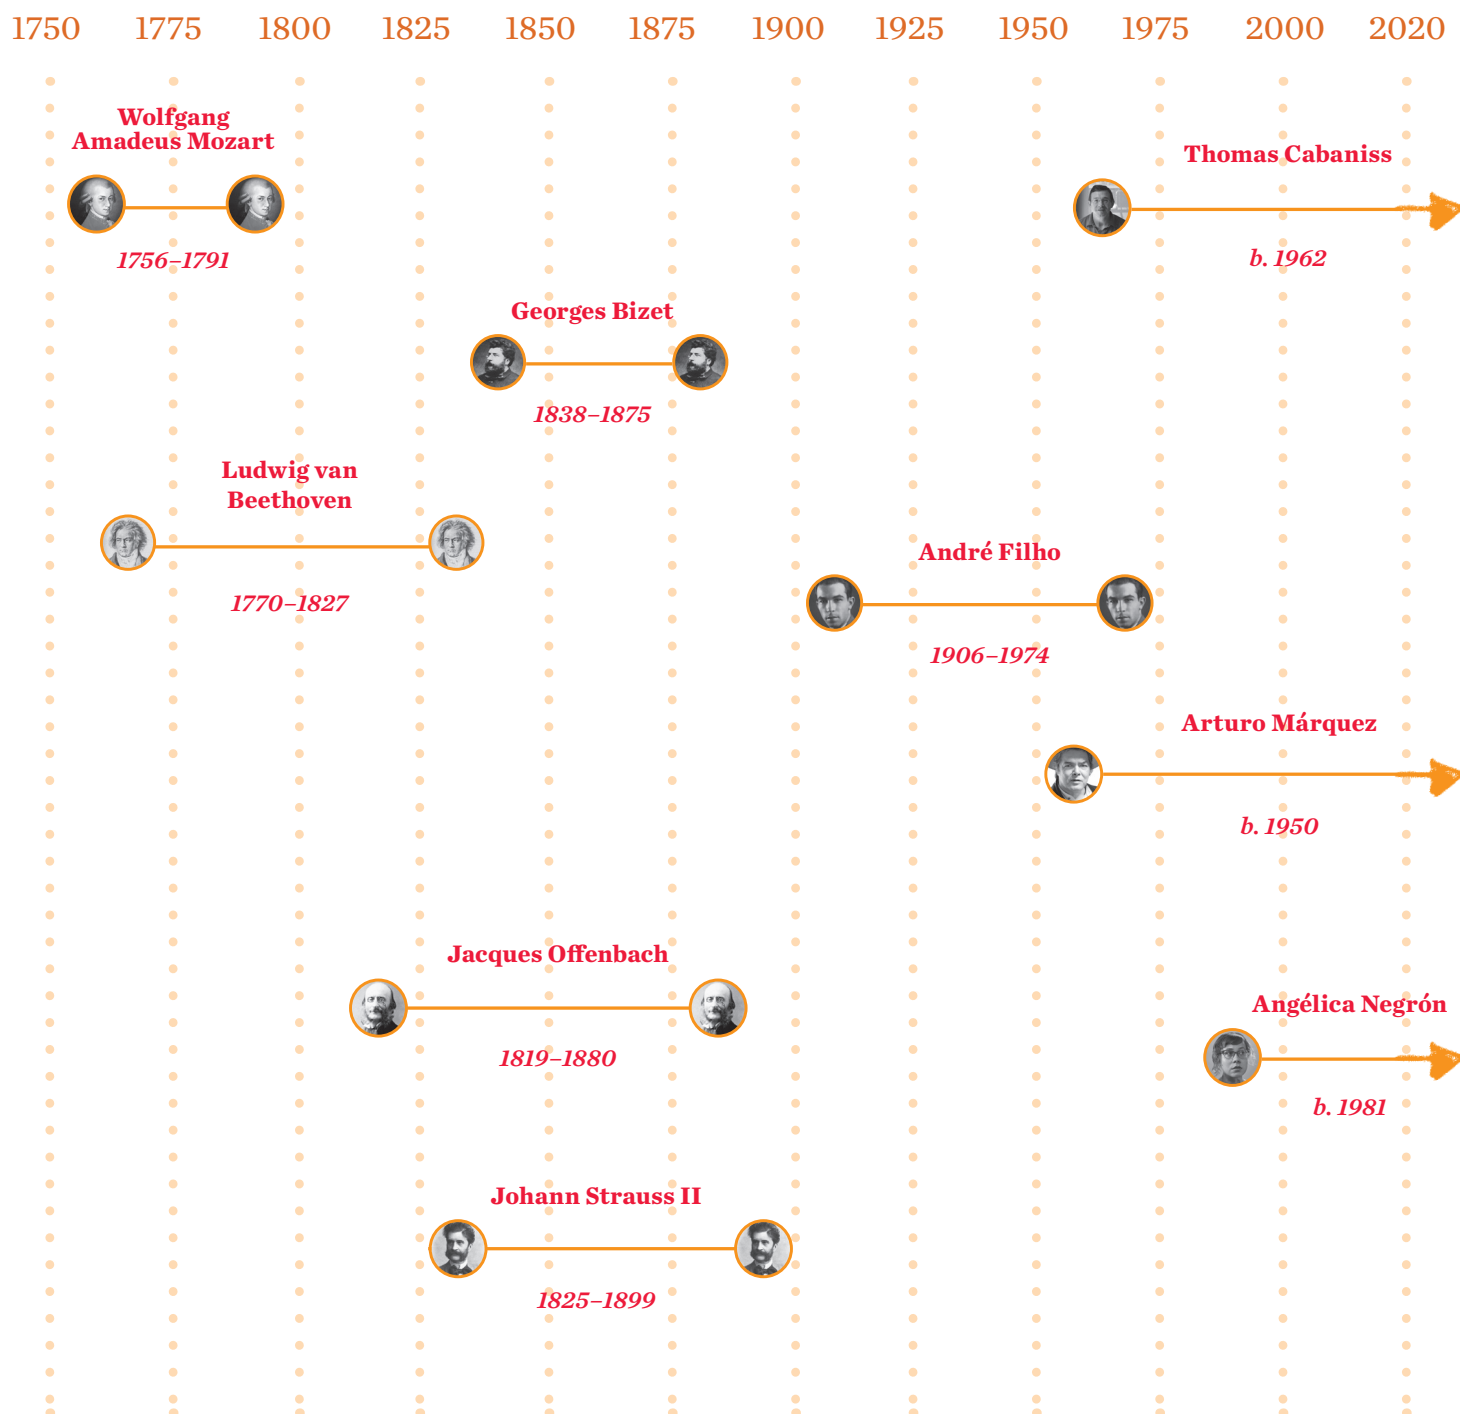 1750 1775 1800 1825 1850 1875 1900 1925 1950 1975 2000 2020
Wolfgang
Amadeus Mozart
1756–1791
Thomas Cabaniss
b. 1962
Georges Bizet
1838–1875
Ludwig van
Beethoven
1770–1827
André Filho
1906–1974
Arturo Márquez
b. 1950
Jacques Offenbach
1819–1880
Angélica Negrón
b. 1981
Johann Strauss II
1825–1899